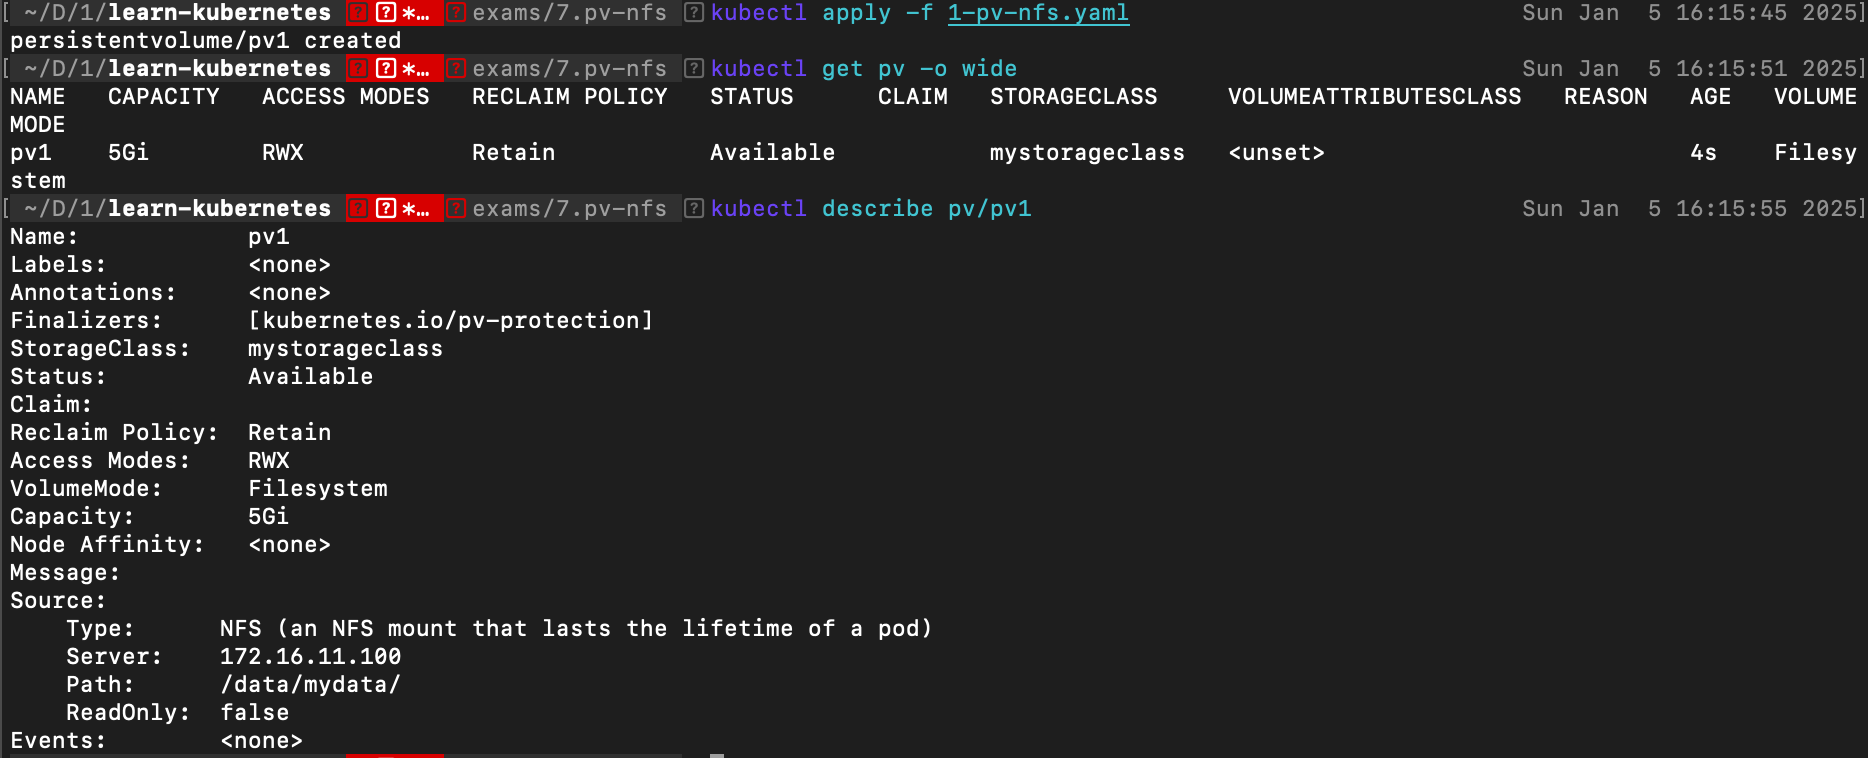 [ ~/D/1/learn-kubernetes ? ? *… ? exams/7.pv-nfs ? kubectl apply -f 1-pv-nfs.yaml Sun Jan  5 16:15:45 2025]
persistentvolume/pv1 created
[ ~/D/1/learn-kubernetes ? ? *… ? exams/7.pv-nfs ? kubectl get pv -o wide Sun Jan  5 16:15:51 2025]
NAME   CAPACITY   ACCESS MODES   RECLAIM POLICY   STATUS      CLAIM   STORAGECLASS     VOLUMEATTRIBUTESCLASS   REASON   AGE   VOLUME
MODE
pv1    5Gi        RWX            Retain           Available           mystorageclass   <unset>                          4s    Filesy
stem
[ ~/D/1/learn-kubernetes ? ? *… ? exams/7.pv-nfs ? kubectl describe pv/pv1 Sun Jan  5 16:15:55 2025]
Name:            pv1
Labels:          <none>
Annotations:     <none>
Finalizers:      [kubernetes.io/pv-protection]
StorageClass:    mystorageclass
Status:          Available
Claim:
Reclaim Policy:  Retain
Access Modes:    RWX
VolumeMode:      Filesystem
Capacity:        5Gi
Node Affinity:   <none>
Message:
Source:
    Type:      NFS (an NFS mount that lasts the lifetime of a pod)
    Server:    172.16.11.100
    Path:      /data/mydata/
    ReadOnly:  false
Events:        <none>